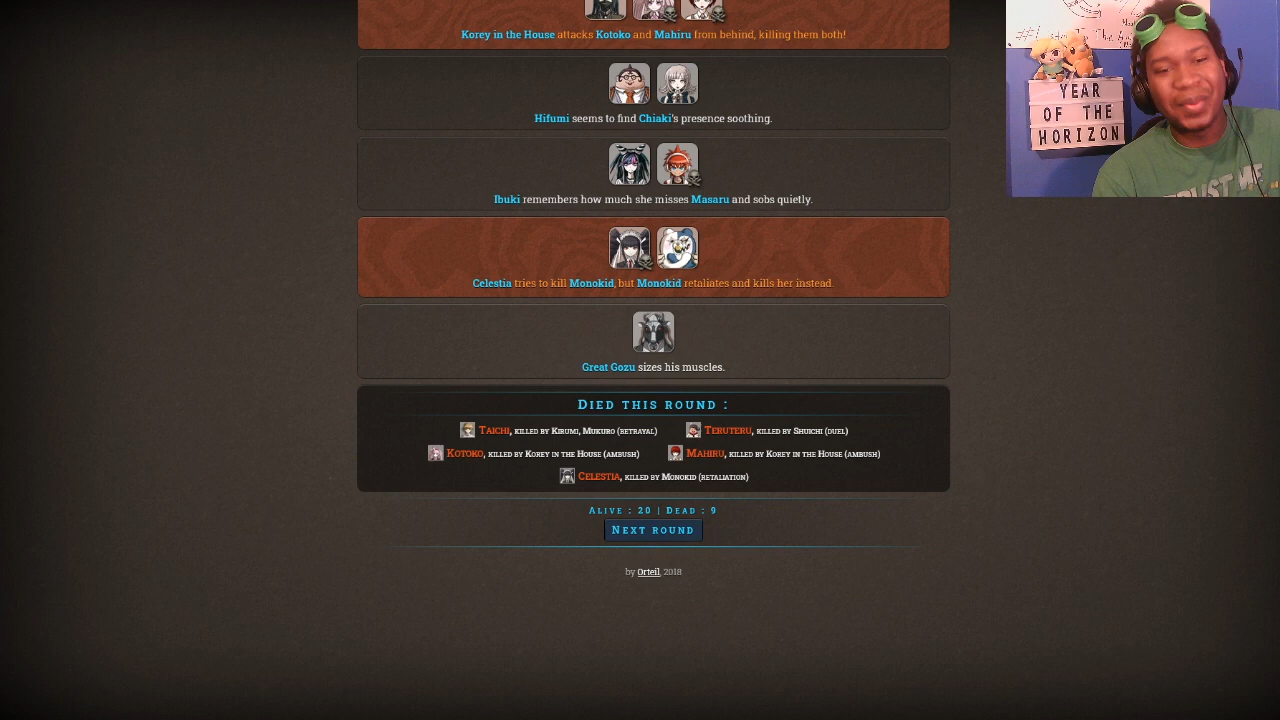 Korey in the House attacks Kotoko and Mahiru from behind, killing them both!
Hifumi seems to find Chiaki's presence soothing.
Ibuki remembers how much she misses Masaru and sobs quietly.
Celestia tries to kill Monokid, but Monokid retaliates and kills her instead.
Great Gozu sizes his muscles.
Died this round :
Taichi, killed by Kirumi, Mukuro (betrayal)
Teruteru, killed by Shuichi (duel)
Kotoko, killed by Korey in the House (ambush)
Mahiru, killed by Korey in the House (ambush)
Celestia, killed by Monokid (retaliation)
Alive : 20 | Dead : 9
Next round
by Orteil, 2018
YEAR
OF THE
HORIZON
TRUST ME